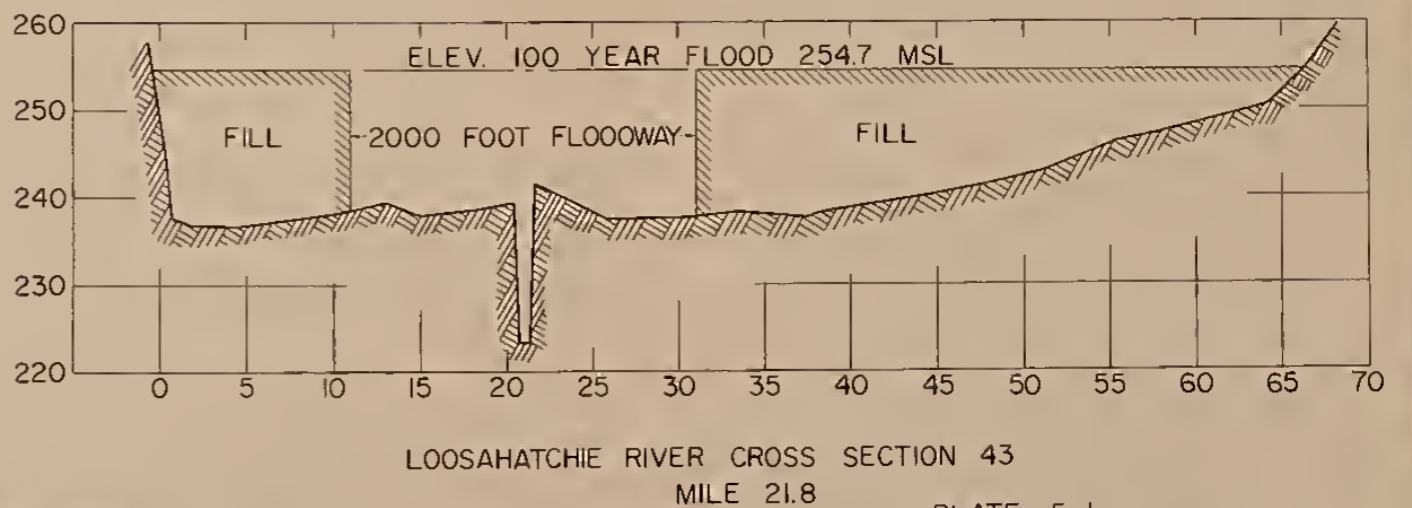 260
ELEV. 100 YEAR FLOOD 254.7 MSL
250
FILL
2000 FOOT FLOODWAY
FILL
240
230
220
0 5 10 15 20 25 30 35 40 45 50 55 60 65 70
LOOSAHATCHIE RIVER CROSS SECTION 43
MILE 21.8